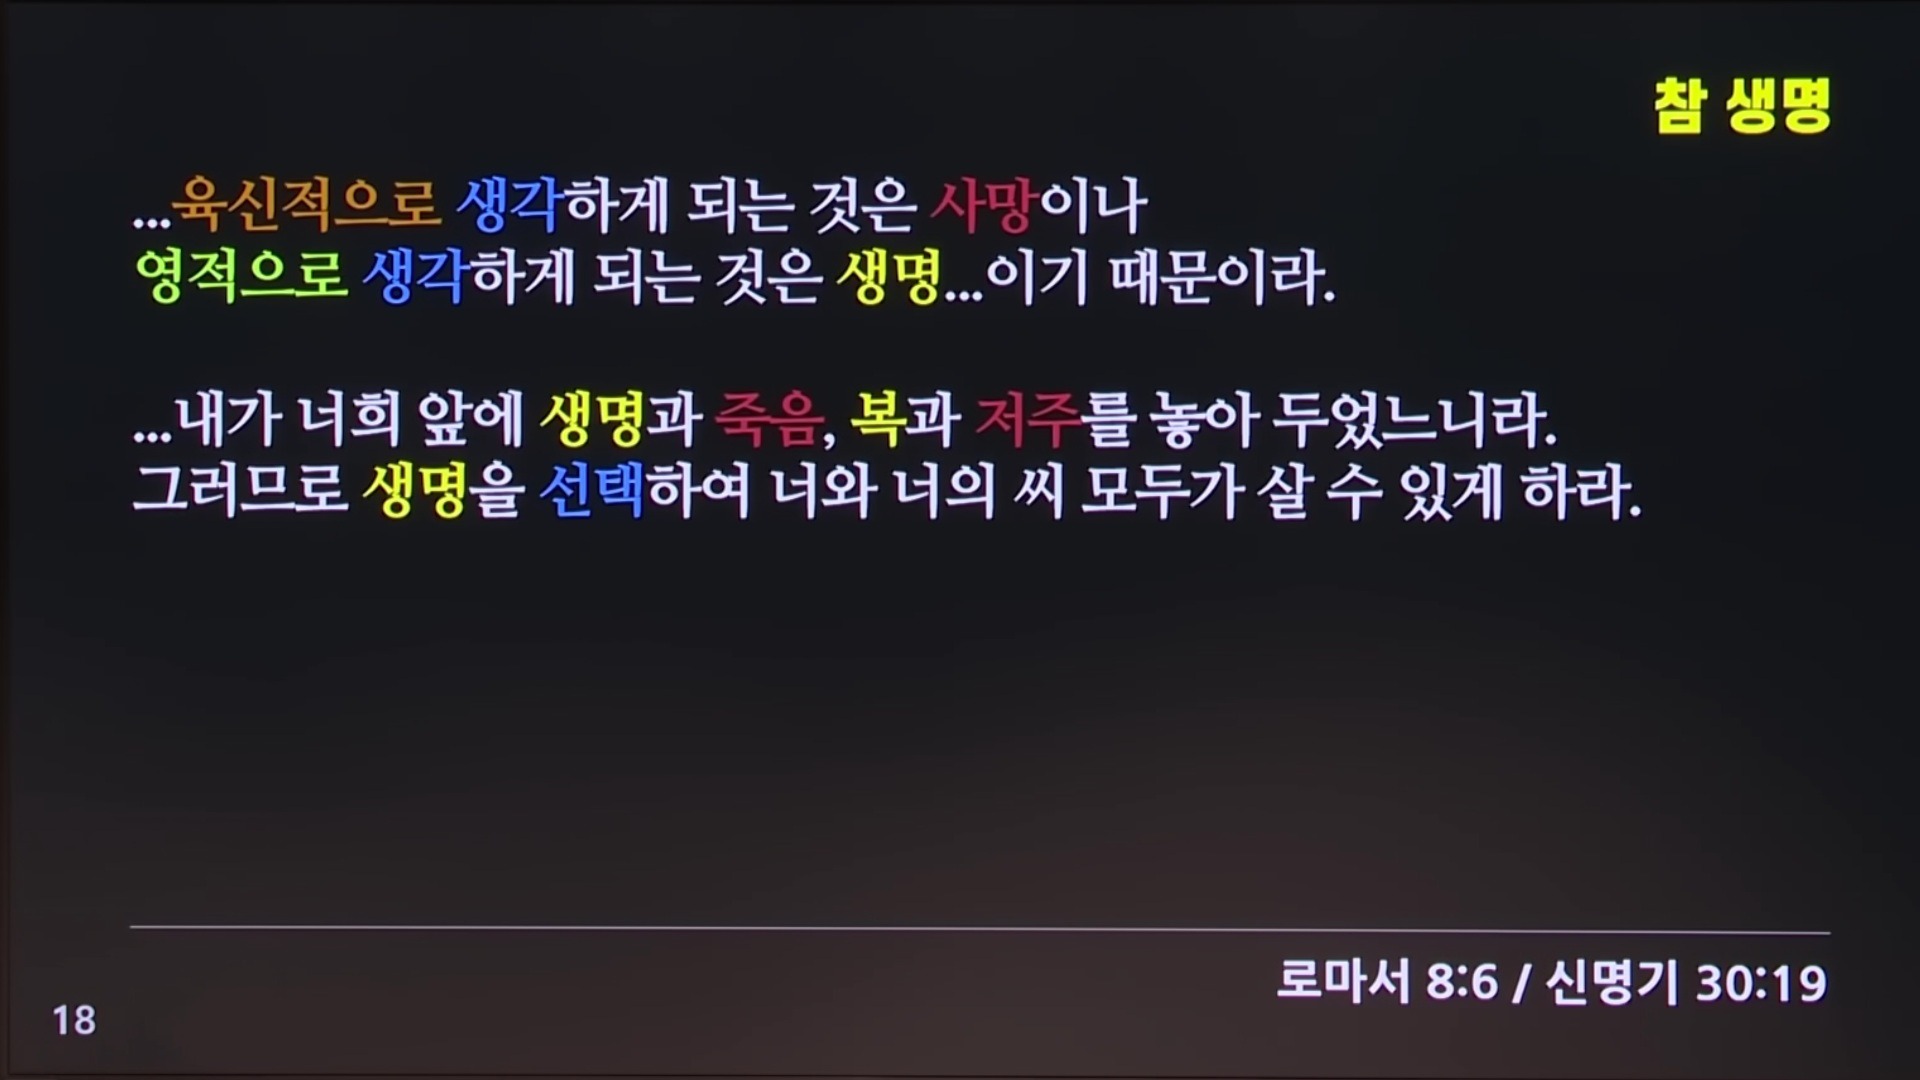 참 생명
...육신적으로 생각하게 되는 것은 사망이나
영적으로 생각하게 되는 것은 생명...이기 때문이라.
...내가 너희 앞에 생명과 죽음, 복과 저주를 놓아 두었느니라.
그러므로 생명을 선택하여 너와 너의 씨 모두가 살 수 있게 하라.
로마서 8:6 / 신명기 30:19
18